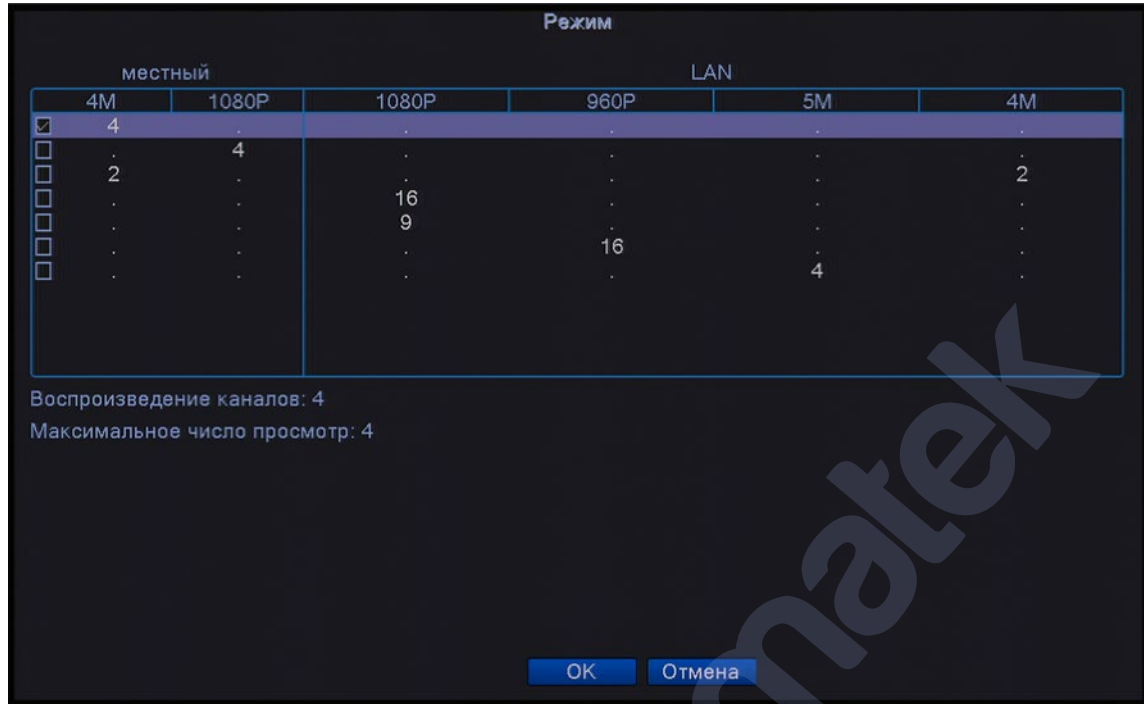 Режим
местный LAN
4M 1080P 1080P 960P 5M 4M
4 . . . . .
. 4 . . . .
2 . . . . 2
. . 16 . . .
. . 9 . . .
. . . 16 . .
. . . . 4 .
Воспроизведение каналов: 4
Максимальное число просмотр: 4
OK Отмена
matek